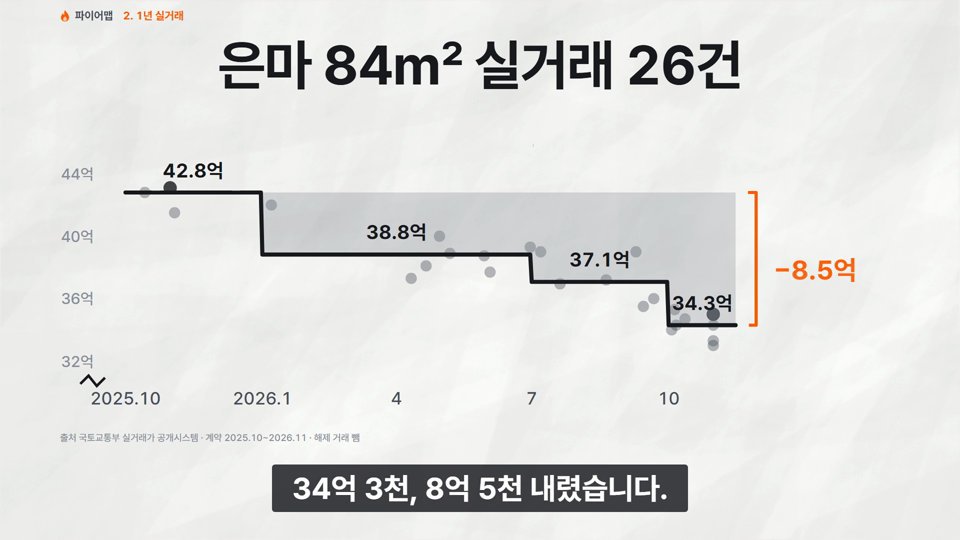 파이어맵 2. 1년 실거래
은마 84m² 실거래 26건
44억
40억
36억
32억
42.8억
38.8억
37.1억
34.3억
−8.5억
2025.10 2026.1 4 7 10
출처 국토교통부 실거래가 공개시스템 · 계약 2025.10~2026.11 · 해제 거래 뺌
34억 3천, 8억 5천 내렸습니다.